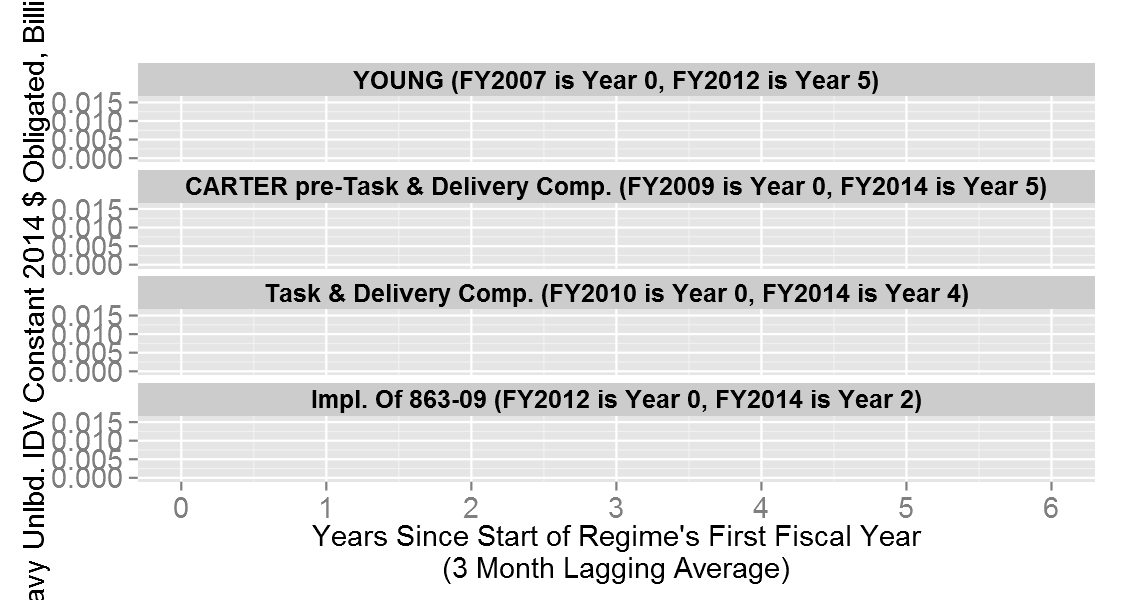 avy Unlbd. IDV Constant 2014 $ Obligated, Billi
YOUNG (FY2007 is Year 0, FY2012 is Year 5)
0.015
0.010
0.005
0.000
CARTER pre-Task & Delivery Comp. (FY2009 is Year 0, FY2014 is Year 5)
0.015
0.010
0.005
0.000
Task & Delivery Comp. (FY2010 is Year 0, FY2014 is Year 4)
0.015
0.010
0.005
0.000
Impl. Of 863-09 (FY2012 is Year 0, FY2014 is Year 2)
0.015
0.010
0.005
0.000
0 1 2 3 4 5 6
Years Since Start of Regime's First Fiscal Year
(3 Month Lagging Average)